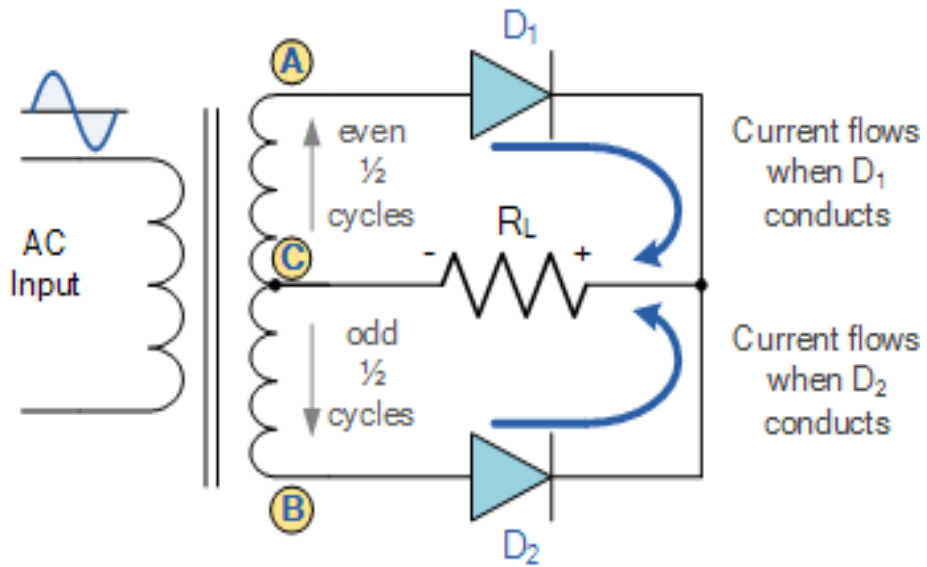 D₁
A
even
½
cycles
Current flows
when D₁
conducts
AC
Input
C
R_L
- +
odd
½
cycles
Current flows
when D₂
conducts
B
D₂